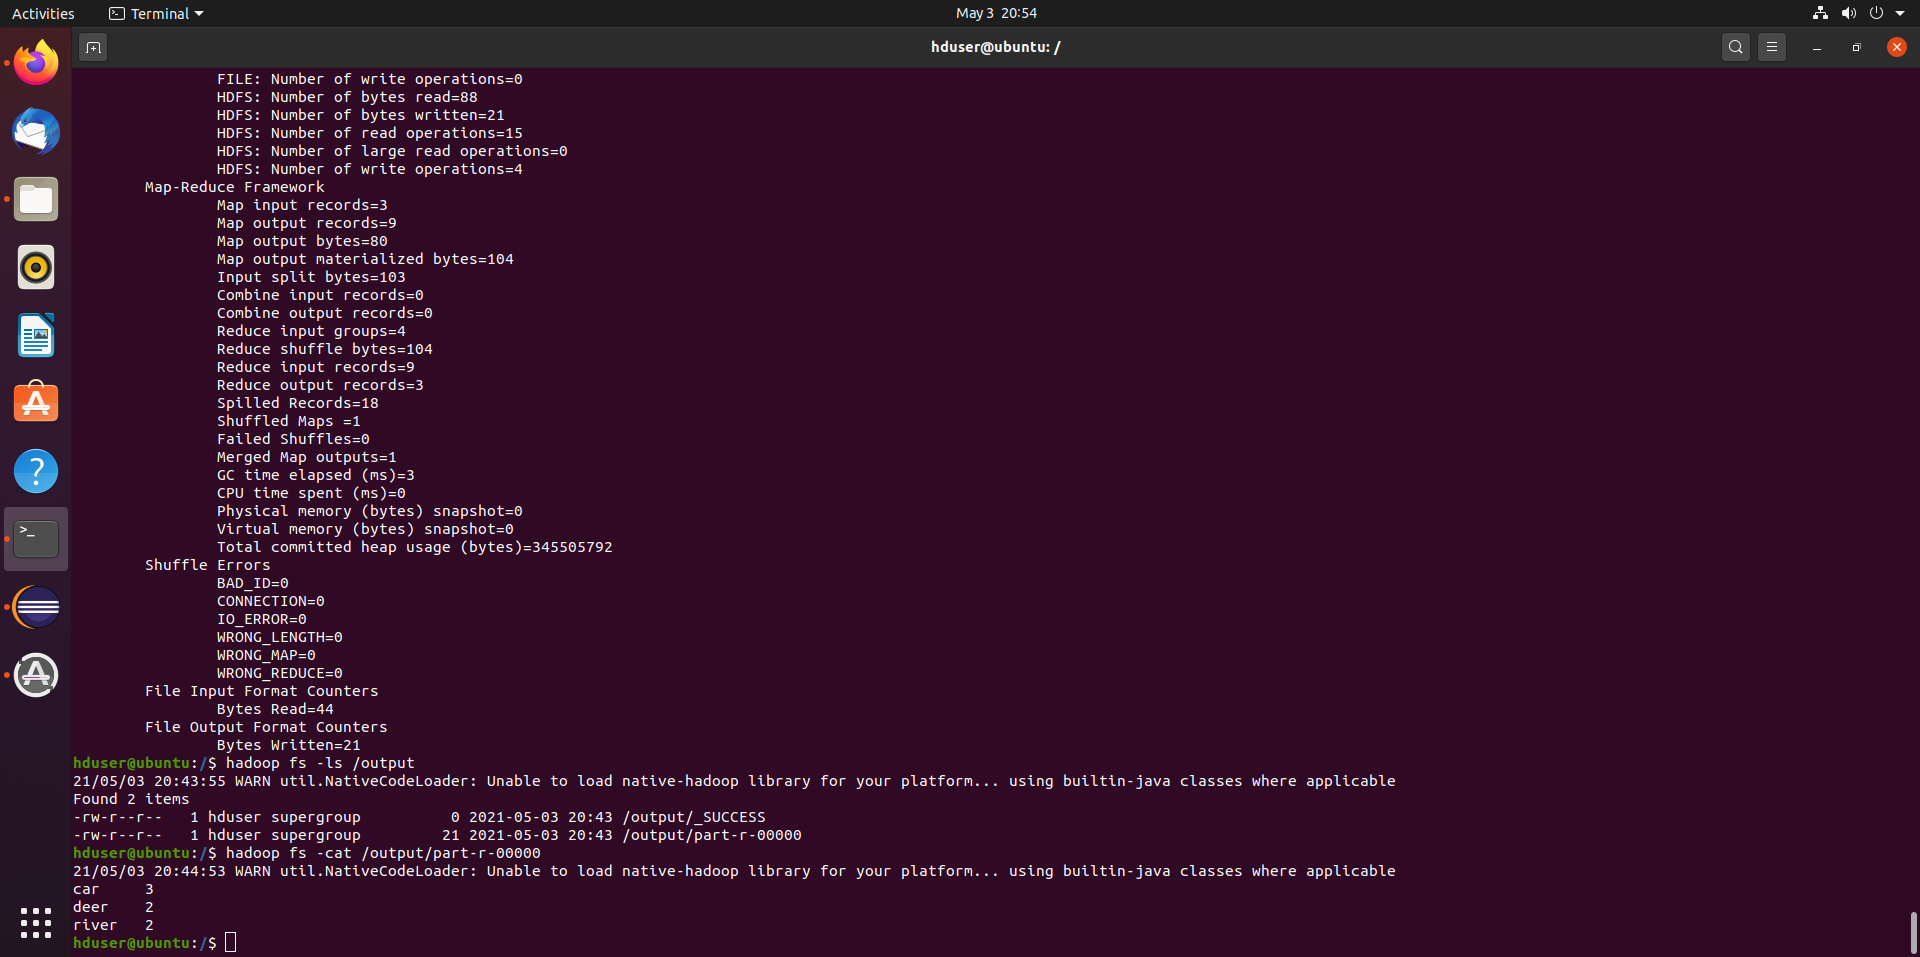 Activities
Terminal
May 3  20:54
hduser@ubuntu: /
FILE: Number of write operations=0
HDFS: Number of bytes read=88
HDFS: Number of bytes written=21
HDFS: Number of read operations=15
HDFS: Number of large read operations=0
HDFS: Number of write operations=4
Map-Reduce Framework
Map input records=3
Map output records=9
Map output bytes=80
Map output materialized bytes=104
Input split bytes=103
Combine input records=0
Combine output records=0
Reduce input groups=4
Reduce shuffle bytes=104
Reduce input records=9
Reduce output records=3
Spilled Records=18
Shuffled Maps =1
Failed Shuffles=0
Merged Map outputs=1
GC time elapsed (ms)=3
CPU time spent (ms)=0
Physical memory (bytes) snapshot=0
Virtual memory (bytes) snapshot=0
Total committed heap usage (bytes)=345505792
Shuffle Errors
BAD_ID=0
CONNECTION=0
IO_ERROR=0
WRONG_LENGTH=0
WRONG_MAP=0
WRONG_REDUCE=0
File Input Format Counters
Bytes Read=44
File Output Format Counters
Bytes Written=21
hduser@ubuntu:/$ hadoop fs -ls /output
21/05/03 20:43:55 WARN util.NativeCodeLoader: Unable to load native-hadoop library for your platform... using builtin-java classes where applicable
Found 2 items
-rw-r--r--   1 hduser supergroup          0 2021-05-03 20:43 /output/_SUCCESS
-rw-r--r--   1 hduser supergroup         21 2021-05-03 20:43 /output/part-r-00000
hduser@ubuntu:/$ hadoop fs -cat /output/part-r-00000
21/05/03 20:44:53 WARN util.NativeCodeLoader: Unable to load native-hadoop library for your platform... using builtin-java classes where applicable
car     3
deer    2
river   2
hduser@ubuntu:/$